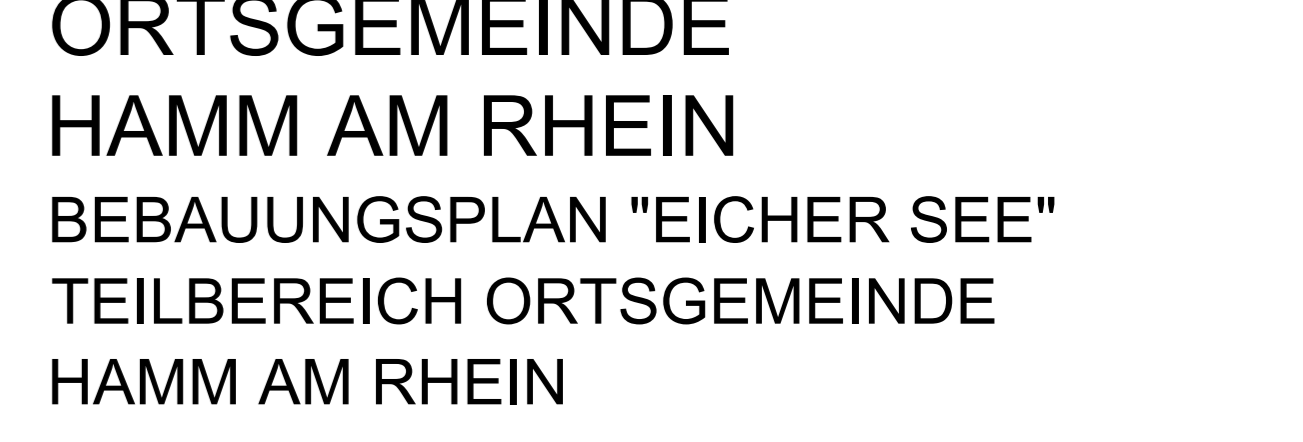 ORTSGEMEINDE
HAMM AM RHEIN
BEBAUUNGSPLAN "EICHER SEE"
TEILBEREICH ORTSGEMEINDE
HAMM AM RHEIN